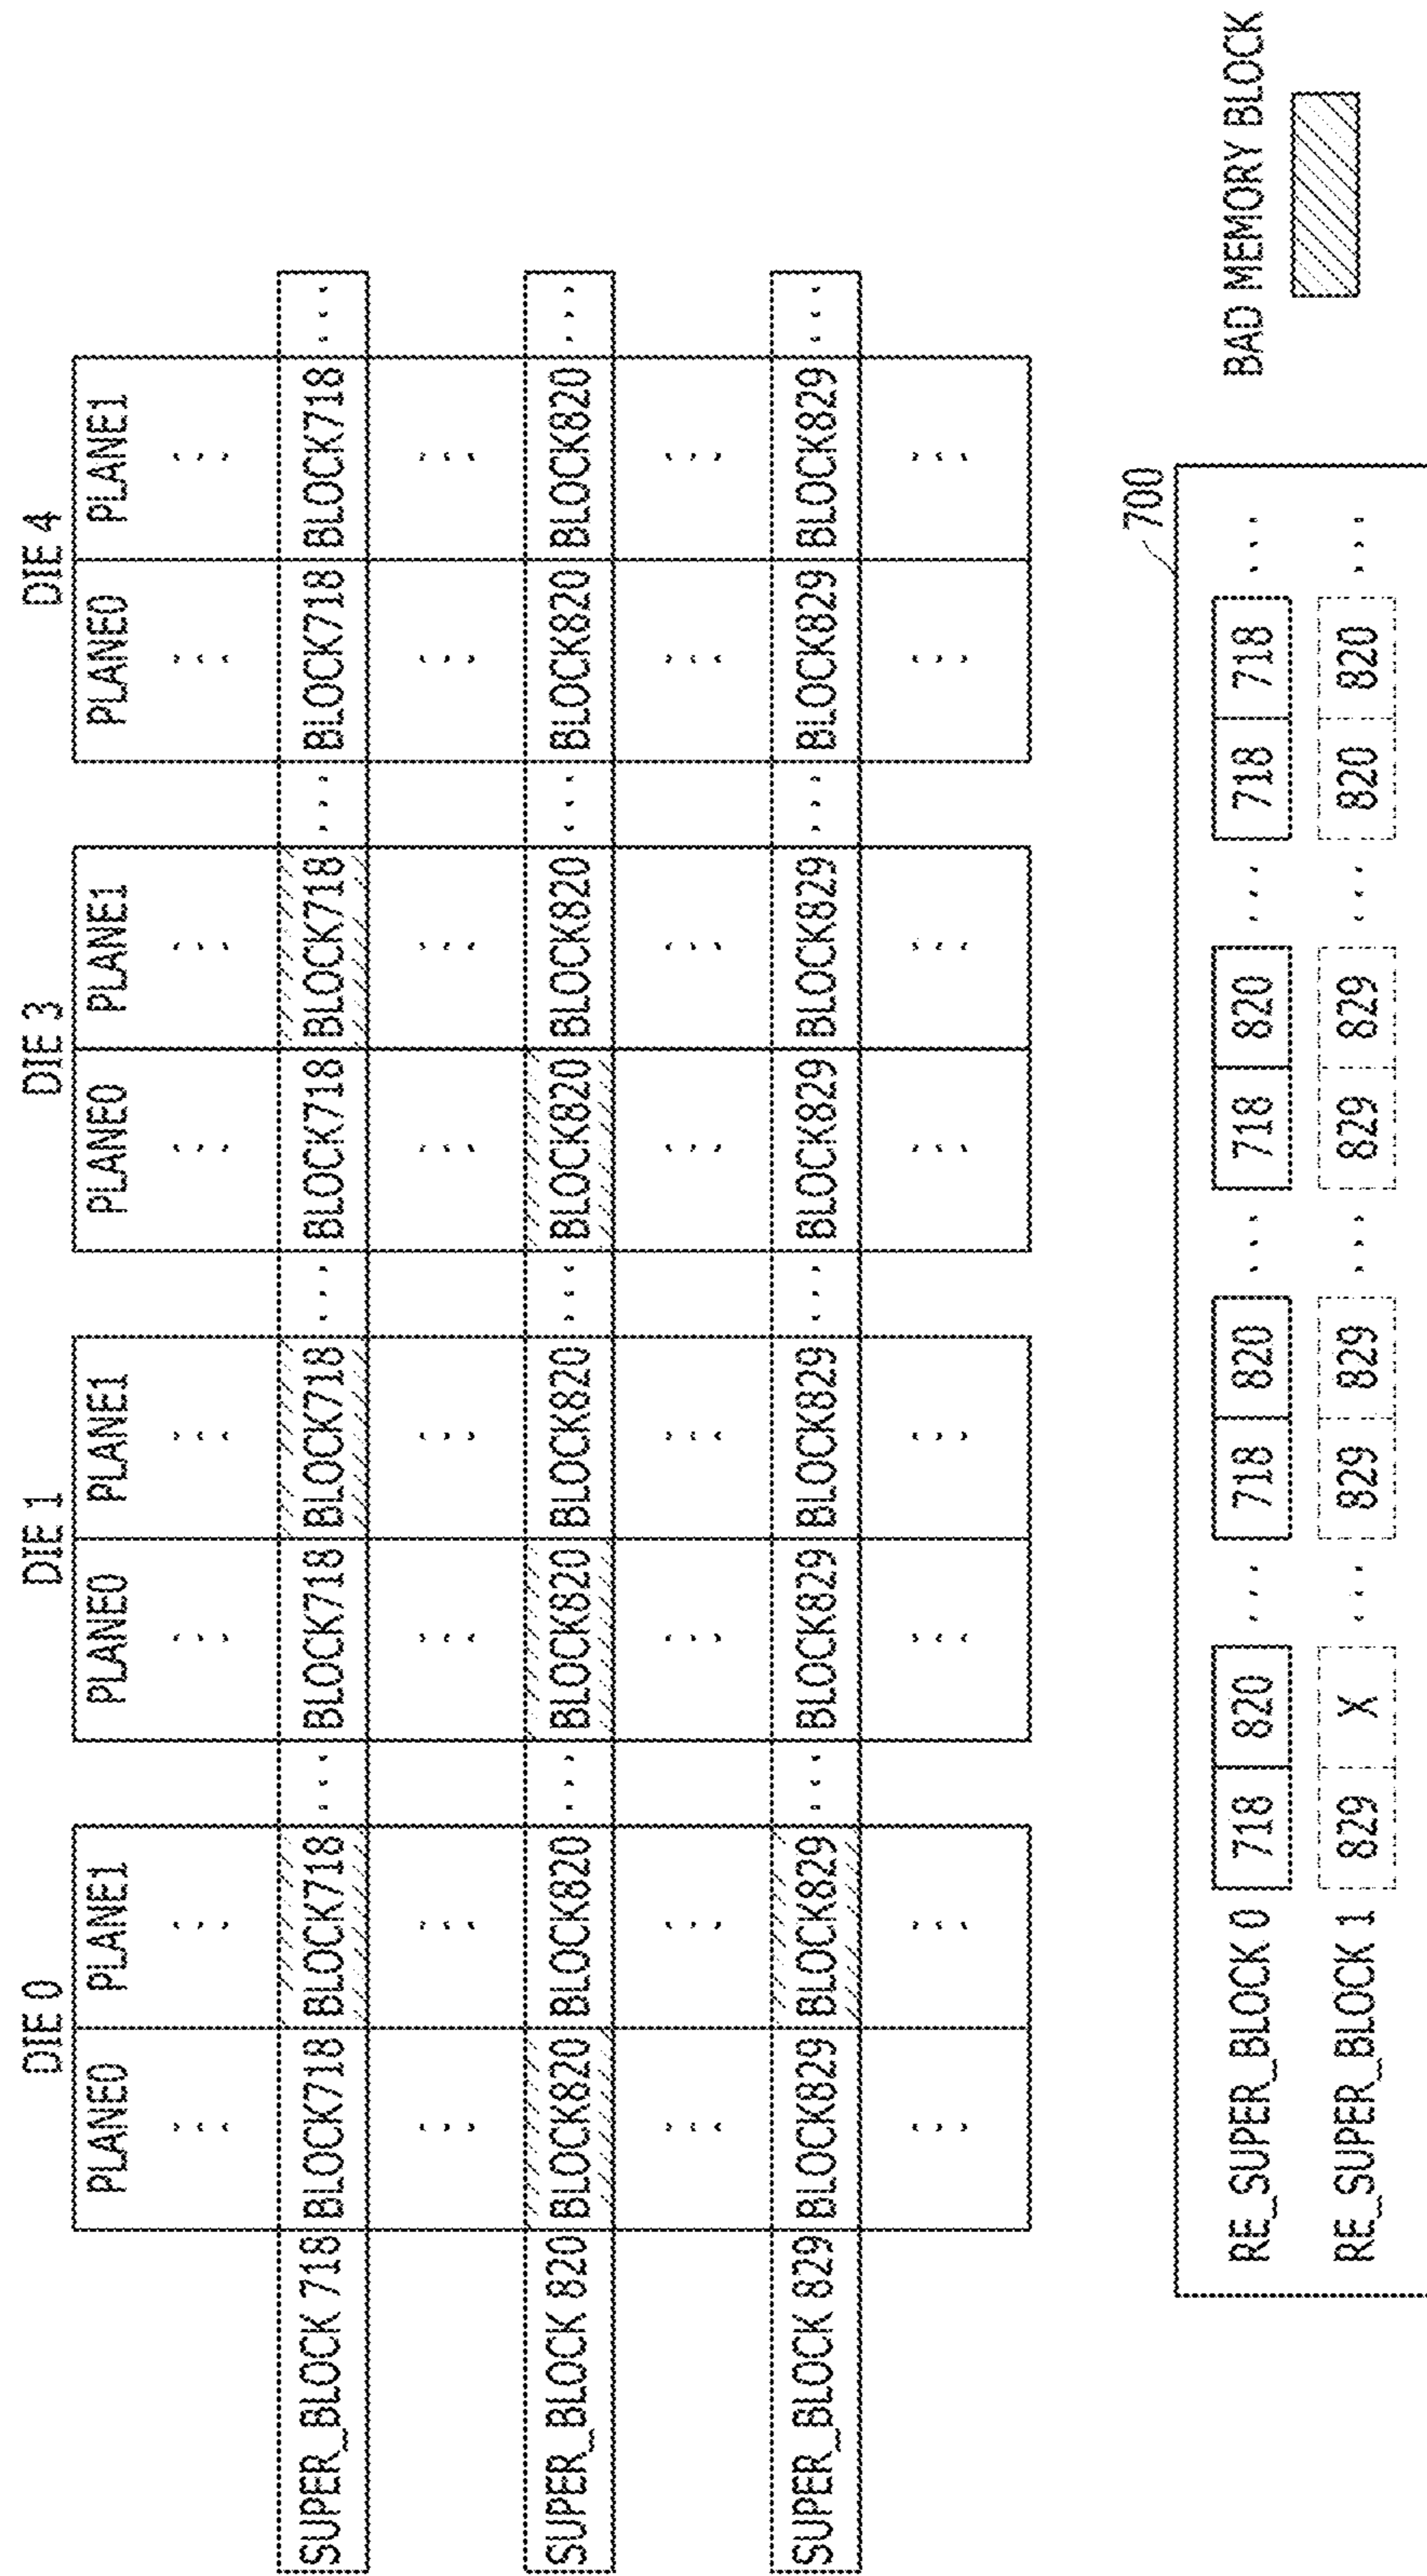 DIE 0 DIE 1 DIE 3 DIE 4
PLANE0 PLANE1 PLANE0 PLANE1 PLANE0 PLANE1 PLANE0 PLANE1
... ... ... ... ... ... ... ...
SUPER_BLOCK 718 BLOCK718 BLOCK718 ... BLOCK718 BLOCK718 ... BLOCK718 BLOCK718 ... BLOCK718 BLOCK718 ...
... ... ... ... ... ... ... ...
SUPER_BLOCK 820 BLOCK820 BLOCK820 ... BLOCK820 BLOCK820 ... BLOCK820 BLOCK820 ... BLOCK820 BLOCK820 ...
... ... ... ... ... ... ... ...
SUPER_BLOCK 829 BLOCK829 BLOCK829 ... BLOCK829 BLOCK829 ... BLOCK829 BLOCK829 ... BLOCK829 BLOCK829 ...
... ... ... ... ... ... ... ...
700
RE_SUPER_BLOCK 0 718 820 ... 718 820 ... 718 820 ... 718 718 ...
RE_SUPER_BLOCK 1 829 X ... 829 829 ... 829 829 ... 820 820 ...
BAD MEMORY BLOCK